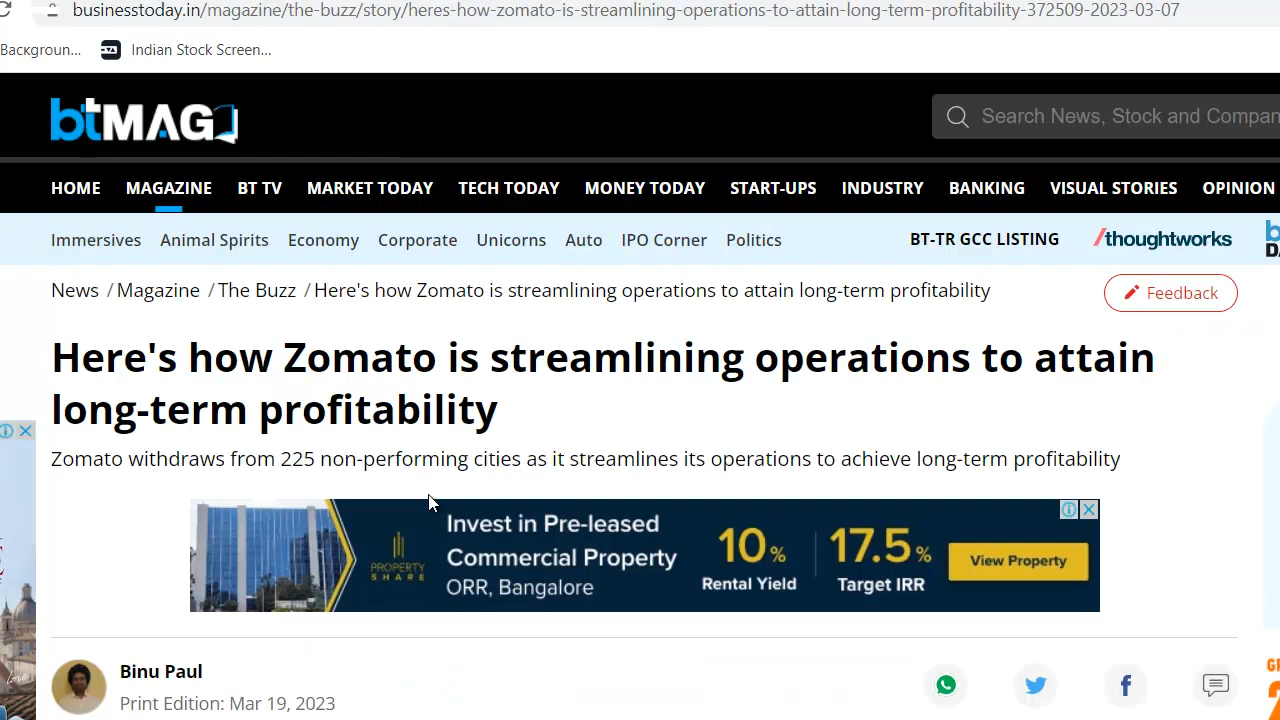 businesstoday.in/magazine/the-buzz/story/heres-how-zomato-is-streamlining-operations-to-attain-long-term-profitability-372509-2023-03-07
Backgroun... Indian Stock Screen...
btMAG
Search News, Stock and Compan
HOME MAGAZINE BT TV MARKET TODAY TECH TODAY MONEY TODAY START-UPS INDUSTRY BANKING VISUAL STORIES OPINION
Immersives Animal Spirits Economy Corporate Unicorns Auto IPO Corner Politics BT-TR GCC LISTING /thoughtworks
News / Magazine / The Buzz / Here's how Zomato is streamlining operations to attain long-term profitability
Feedback
Here's how Zomato is streamlining operations to attain
long-term profitability
Zomato withdraws from 225 non-performing cities as it streamlines its operations to achieve long-term profitability
PROPERTY
SHARE
Invest in Pre-leased
Commercial Property
ORR, Bangalore
10%
Rental Yield
17.5%
Target IRR
View Property
Binu Paul
Print Edition: Mar 19, 2023